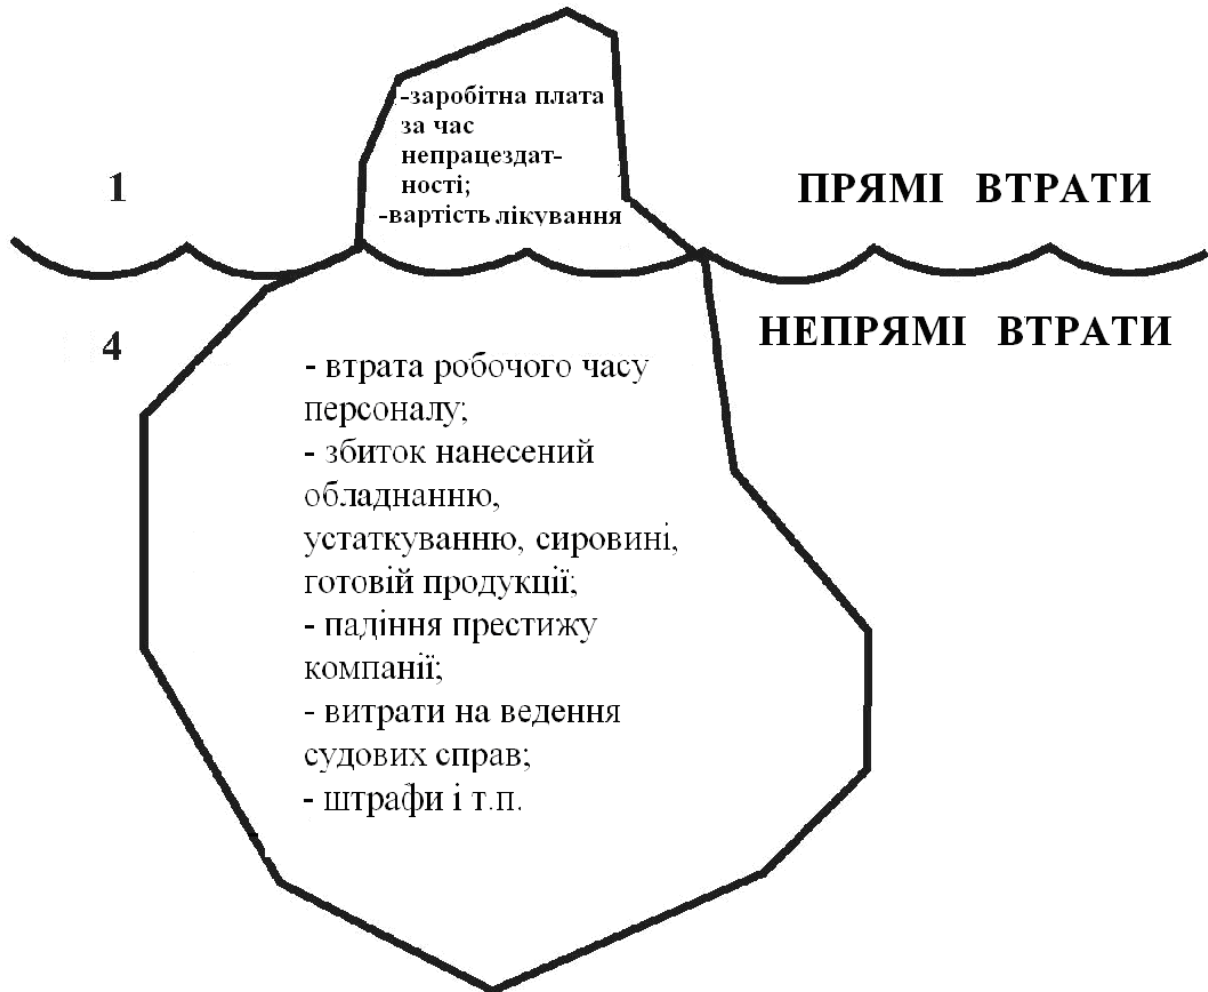 -заробітна плата
за час
непрацездат-
ності;
-вартість лікування
1
ПРЯМІ ВТРАТИ
4
НЕПРЯМІ ВТРАТИ
- втрата робочого часу
персоналу;
- збиток нанесений
обладнанню,
устаткуванню, сировині,
готовій продукції;
- падіння престижу
компанії;
- витрати на ведення
судових справ;
- штрафи і т.п.